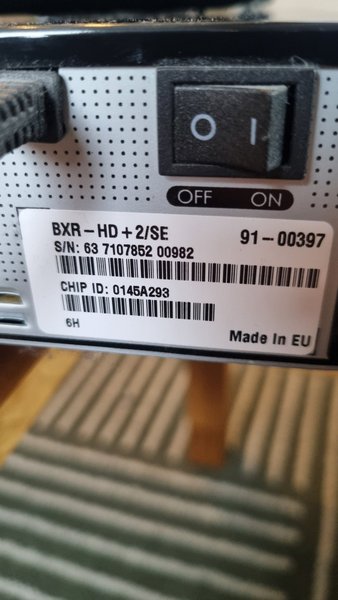 O I
OFF ON
BXR-HD+2/SE 91-00397
S/N: 63 7107852 00982
CHIP ID: 0145A293
6H
Made In EU